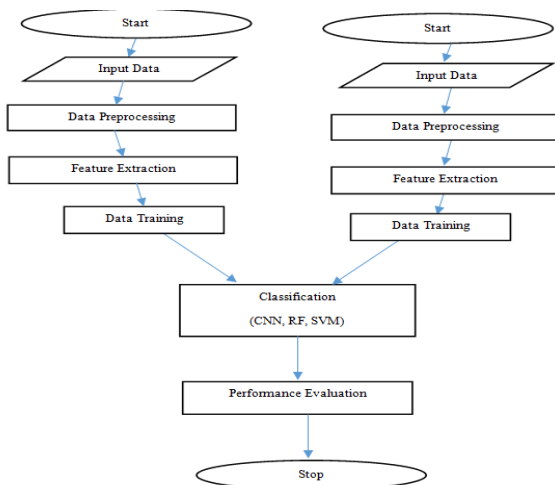 Start
Input Data
Data Preprocessing
Feature Extraction
Data Training
Start
Input Data
Data Preprocessing
Feature Extraction
Data Training
Classification
(CNN, RF, SVM)
Performance Evaluation
Stop